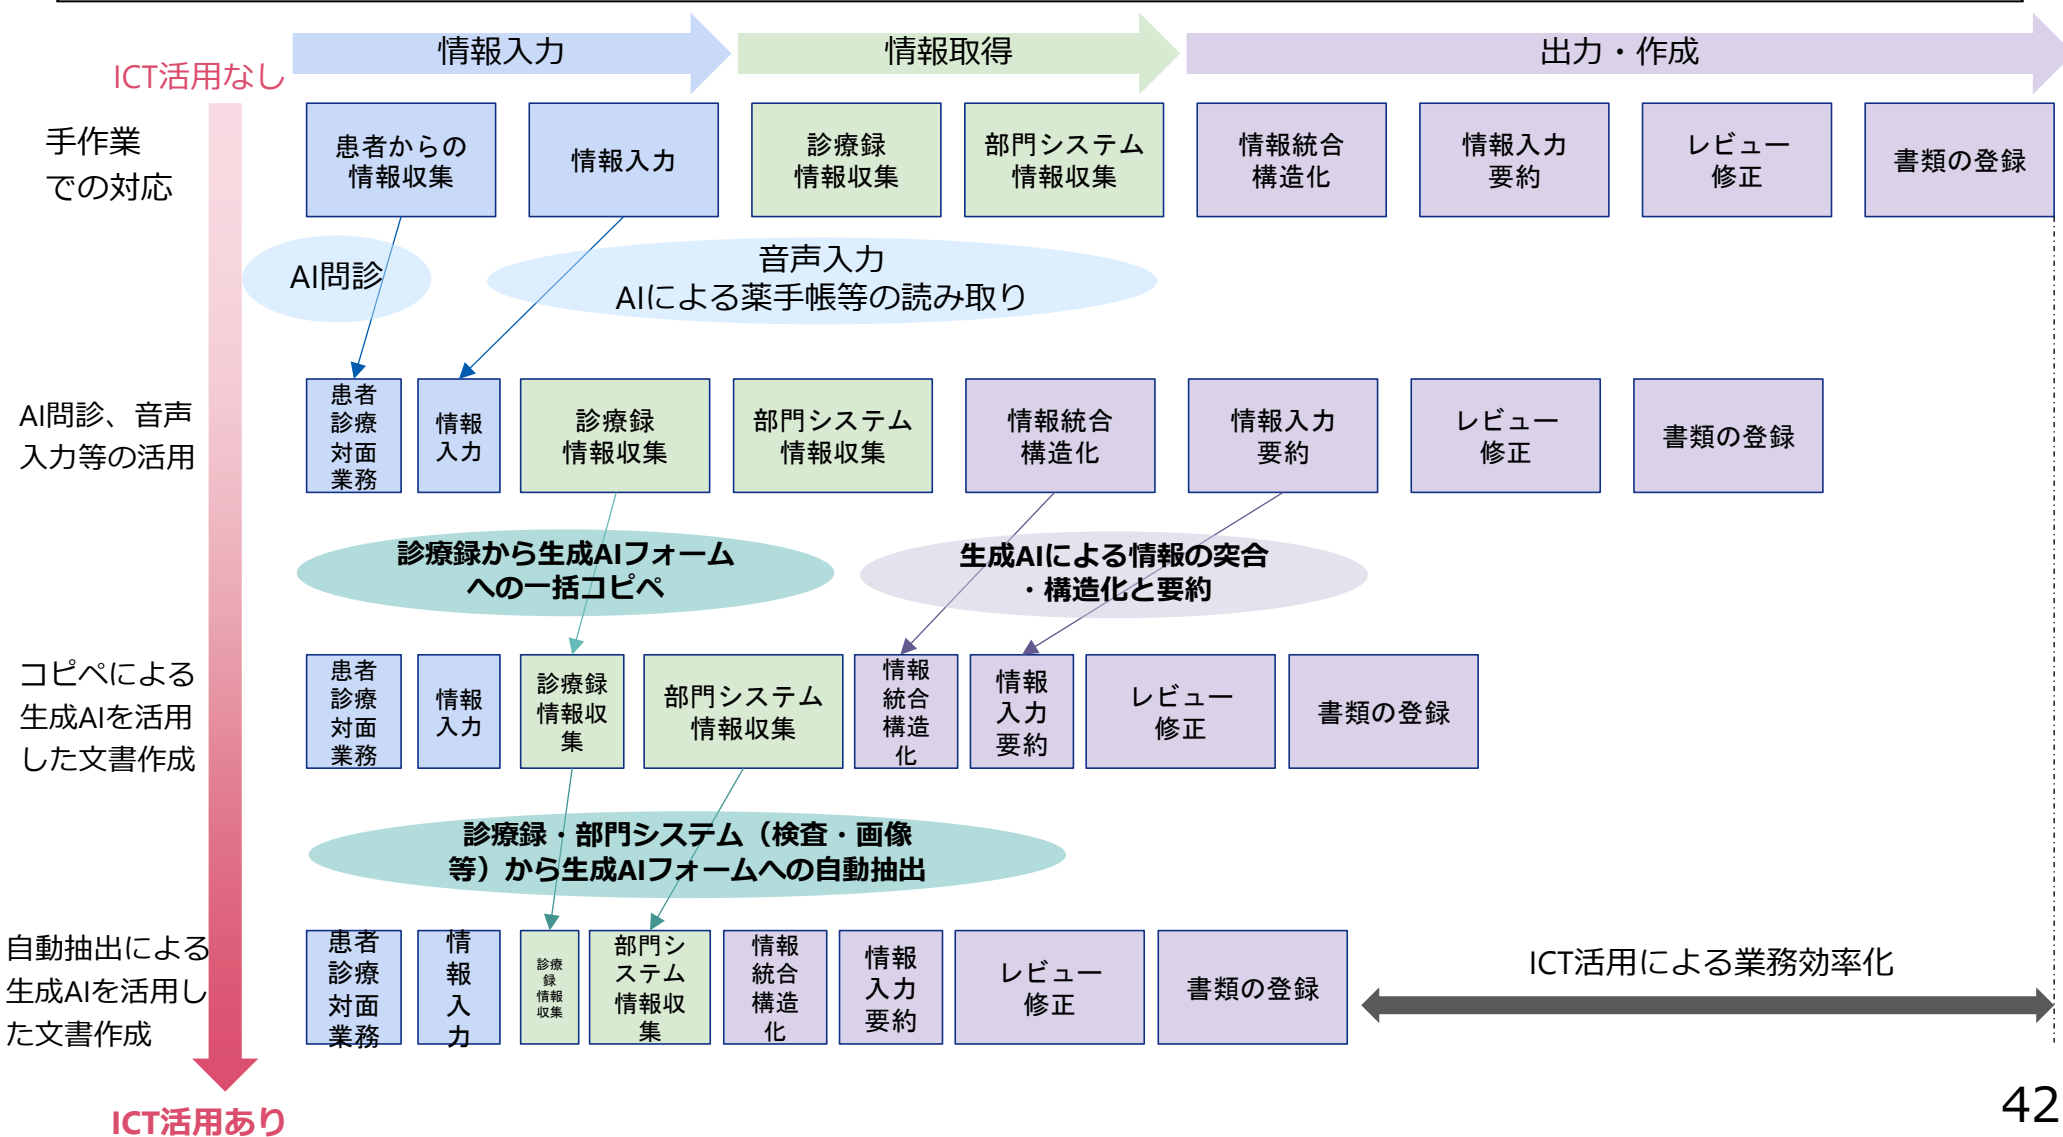 情報入力
情報取得
出力・作成
ICT活用なし
手作業
での対応
患者からの
情報収集
情報入力
診療録
情報収集
部門システム
情報収集
情報統合
構造化
情報入力
要約
レビュー
修正
書類の登録
AI問診
音声入力
AIによる薬手帳等の読み取り
AI問診、音声
入力等の活用
患者
診療
対面
業務
情報
入力
診療録
情報収集
部門システム
情報収集
情報統合
構造化
情報入力
要約
レビュー
修正
書類の登録
診療録から生成AIフォーム
への一括コピペ
生成AIによる情報の突合
・構造化と要約
コピペによる
生成AIを活用
した文書作成
患者
診療
対面
業務
情報
入力
診療録
情報収
集
部門システム
情報収集
情報
統合
構造
化
情報
入力
要約
レビュー
修正
書類の登録
診療録・部門システム（検査・画像
等）から生成AIフォームへの自動抽出
自動抽出による
生成AIを活用し
た文書作成
患者
診療
対面
業務
情
報
入
力
診療
録
情報
収集
部門シ
ステム
情報収
集
情報
統合
構造
化
情報
入力
要約
レビュー
修正
書類の登録
ICT活用による業務効率化
ICT活用あり
42